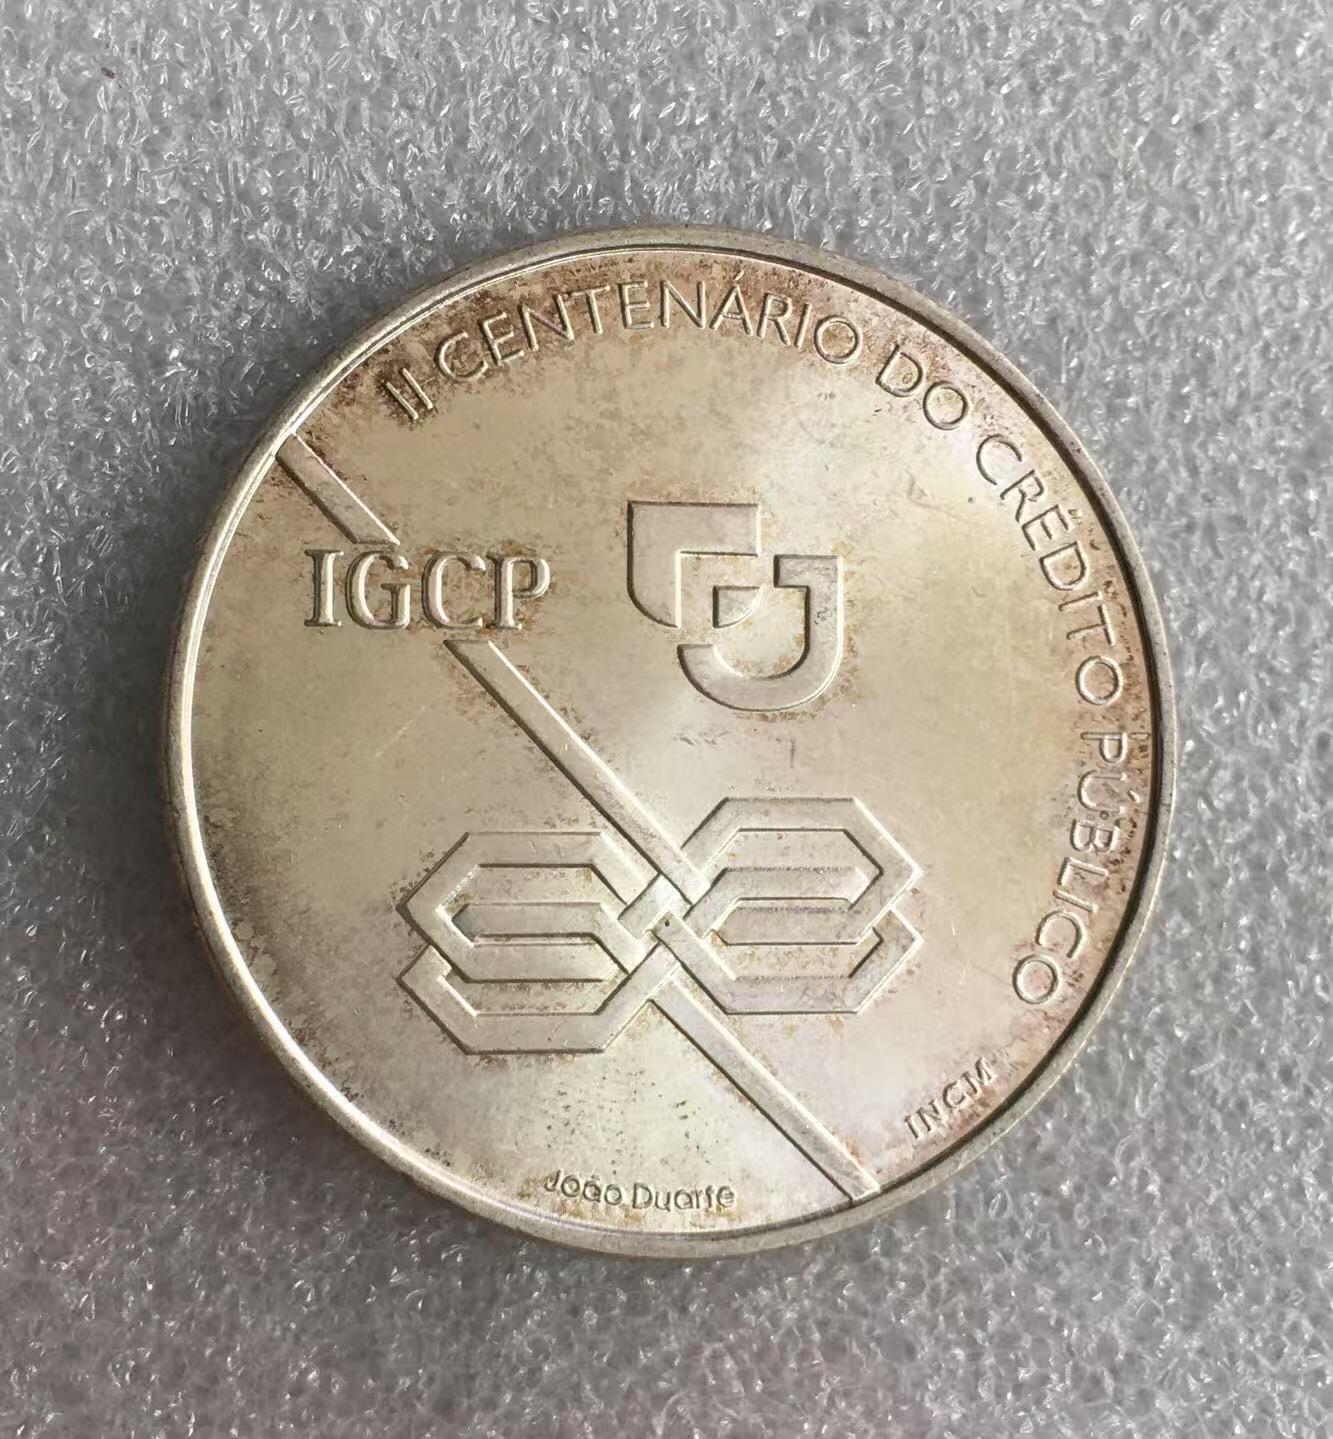 II CENTENÁRIO DO CRÉDITO PÚBLICO
IGCP
INCM
João Duarte